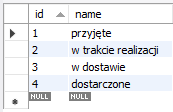 id name
1 przyjęte
2 w trakcie realizacji
3 w dostawie
4 dostarczone
NULL NULL